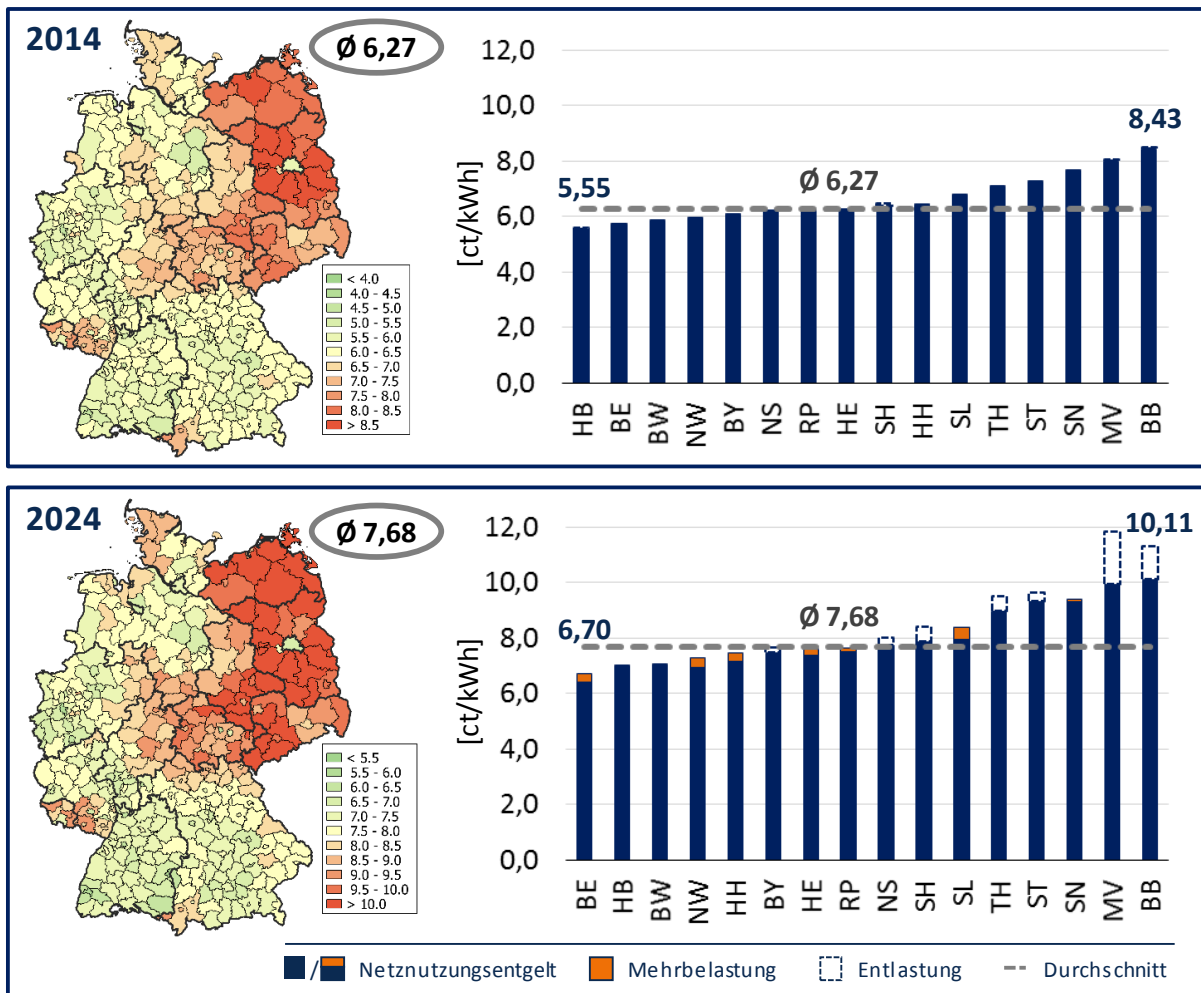 2014
Ø 6,27
< 4.0
4.0 - 4.5
4.5 - 5.0
5.0 - 5.5
5.5 - 6.0
6.0 - 6.5
6.5 - 7.0
7.0 - 7.5
7.5 - 8.0
8.0 - 8.5
> 8.5
[ct/kWh]
12,0
10,0
8,0
6,0
4,0
2,0
0,0
5,55
Ø 6,27
8,43
HB BE BW NW BY NS RP HE SH HH SL TH ST SN MV BB
2024
Ø 7,68
< 5.5
5.5 - 6.0
6.0 - 6.5
6.5 - 7.0
7.0 - 7.5
7.5 - 8.0
8.0 - 8.5
8.5 - 9.0
9.0 - 9.5
9.5 - 10.0
> 10.0
[ct/kWh]
12,0
10,0
8,0
6,0
4,0
2,0
0,0
6,70
Ø 7,68
10,11
BE HB BW NW HH BY HE RP NS SH SL TH ST SN MV BB
/ Netznutzungsentgelt Mehrbelastung Entlastung Durchschnitt